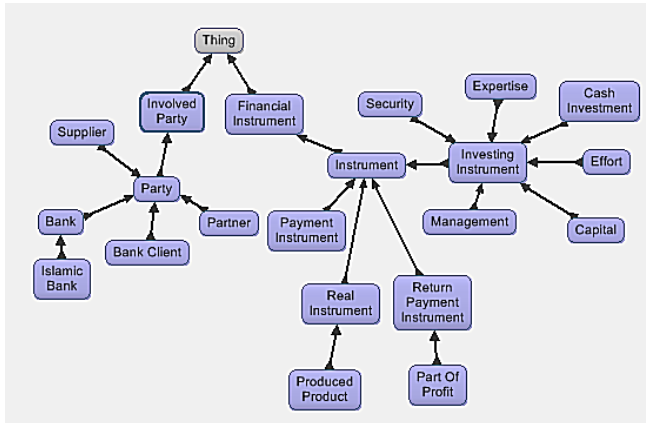 Thing
Involved
Party
Financial
Instrument
Security
Expertise
Cash
Investment
Supplier
Instrument
Investing
Instrument
Effort
Party
Bank
Bank Client
Partner
Payment
Instrument
Management
Capital
Islamic
Bank
Real
Instrument
Return
Payment
Instrument
Produced
Product
Part Of
Profit